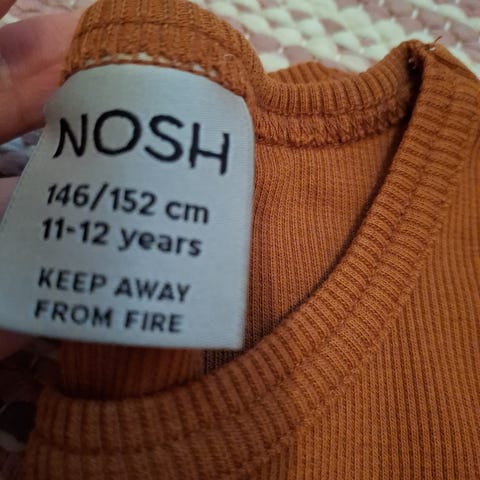 NOSH
146/152 cm
11-12 years
KEEP AWAY
FROM FIRE